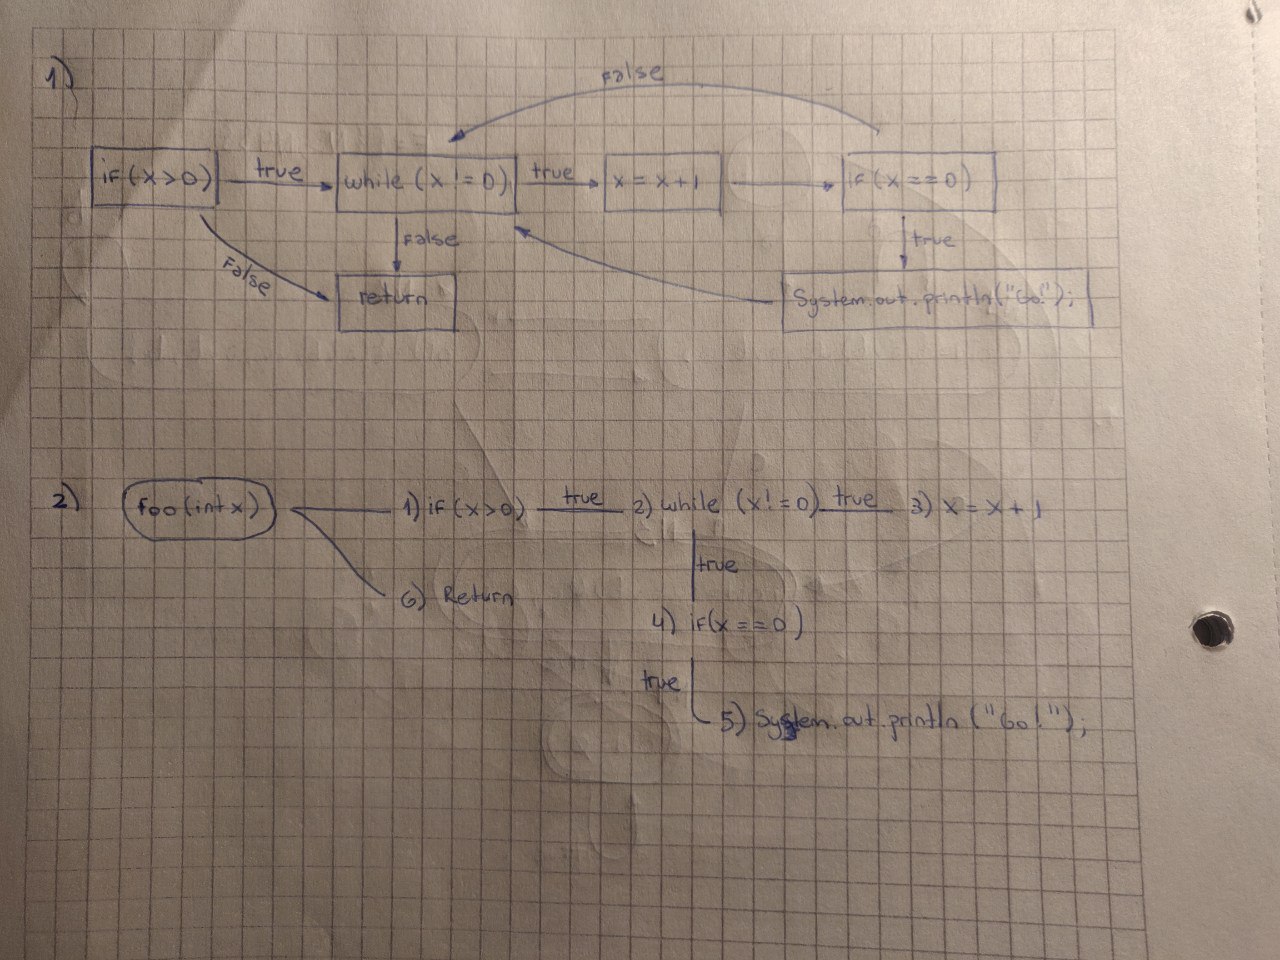 1)
False
if (x>0) true while (x != 0) true x = x+1 if (x == 0)
False False true
return System.out.println("Go!");
2) foo(int x) 1) if (x>0) true 2) while (x != 0) true 3) x = x + 1
true
6) Return
4) if(x == 0)
true
5) System.out.println ("Go!");